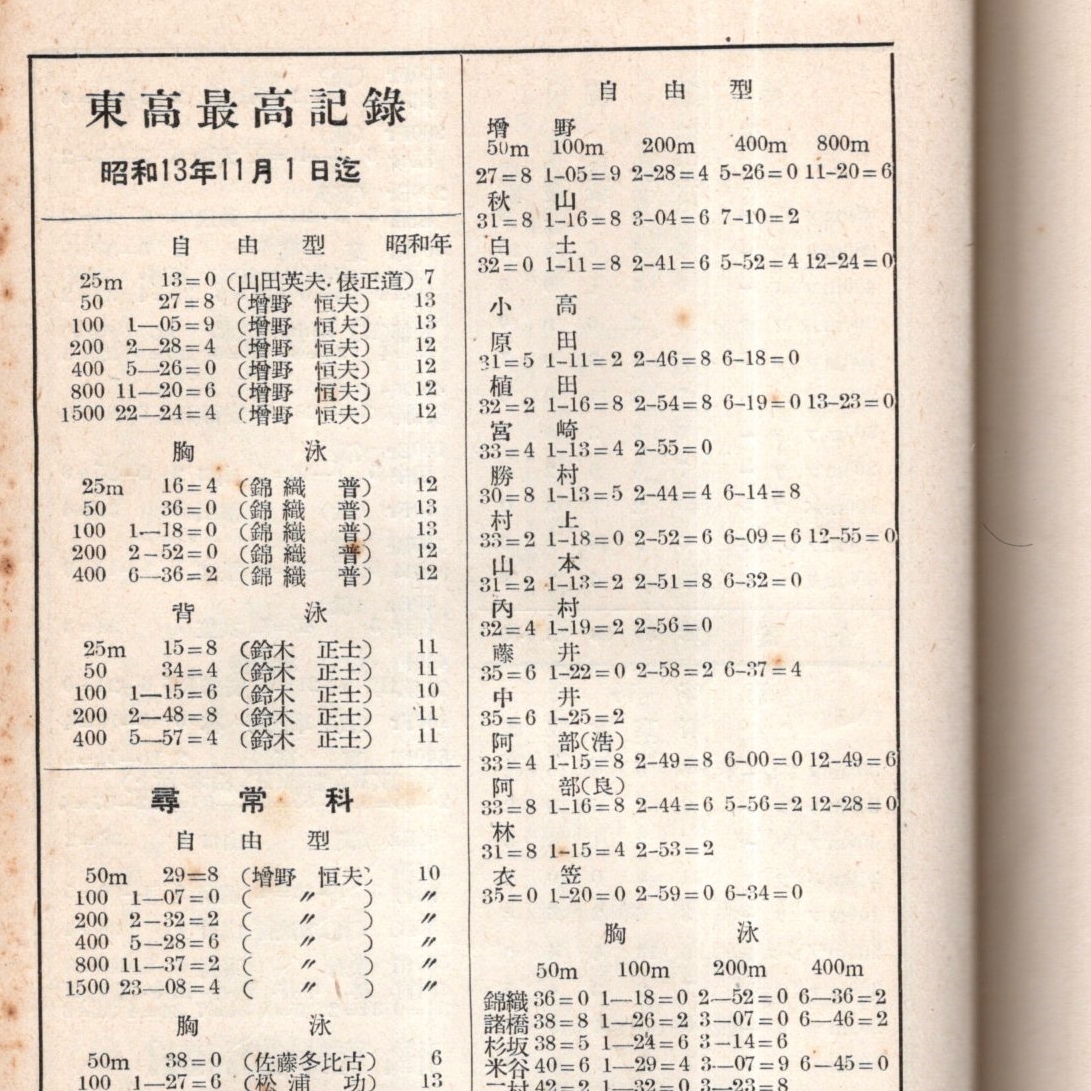 東高最高記錄
昭和13年11月1日迄
自由型 昭和年
25m 13=0 (山田英夫·俵正道) 7
50 27=8 (増野 恒夫) 13
100 1—05=9 (増野 恒夫) 13
200 2—28=4 (増野 恒夫) 12
400 5—26=0 (増野 恒夫) 12
800 11—20=6 (増野 恒夫) 12
1500 22—24=4 (増野 恒夫) 12
胸泳
25m 16=4 (錦織 普) 12
50 36=0 (錦織 普) 13
100 1—18=0 (錦織 普) 13
200 2—52=0 (錦織 普) 12
400 6—36=2 (錦織 普) 12
背泳
25m 15=8 (鈴木 正士) 11
50 34=4 (鈴木 正士) 11
100 1—15=6 (鈴木 正士) 10
200 2—48=8 (鈴木 正士) 11
400 5—57=4 (鈴木 正士) 11
尋常科
自由型
50m 29=8 (増野 恒夫) 10
100 1—07=0 (〃) 〃
200 2—32=2 (〃) 〃
400 5—28=6 (〃) 〃
800 11—37=2 (〃) 〃
1500 23—08=4 (〃) 〃
胸泳
50m 38=0 (佐藤冬比古) 6
100 1—27=6 (松浦 功) 13
自由型
増野
50m 100m 200m 400m 800m
27=8 1-05=9 2-28=4 5-26=0 11-20=6
秋山
31=8 1-16=8 3-04=6 7-10=2
白土
32=0 1-11=8 2-41=6 5-52=4 12-24=0
小高
原田
31=5 1-11=2 2-46=8 6-18=0
植田
32=2 1-16=8 2-54=8 6-19=0 13-23=0
宮崎
33=4 1-13=4 2-55=0
勝村
30=8 1-13=5 2-44=4 6-14=8
村上
33=2 1-18=0 2-52=6 6-09=6 12-55=0
山本
31=2 1-13=2 2-51=8 6-32=0
內村
32=4 1-19=2 2-56=0
藤井
35=6 1-22=0 2-58=2 6-37=4
中井
35=6 1-25=2
阿部(浩)
33=4 1-15=8 2-49=8 6-00=0 12-49=6
阿部(良)
33=8 1-16=8 2-44=6 5-56=2 12-28=0
林
31=8 1-15=4 2-53=2
衣笠
35=0 1-20=0 2-59=0 6-34=0
胸泳
50m 100m 200m 400m
錦織 36=0 1—18=0 2—52=0 6—36=2
諸橋 38=8 1—26=2 3—07=0 6—46=2
杉坂 38=5 1—24=6 3—14=6
米谷 40=6 1—29=4 3—07=9 6—45=0
42=2 1—32=0 3—23=8